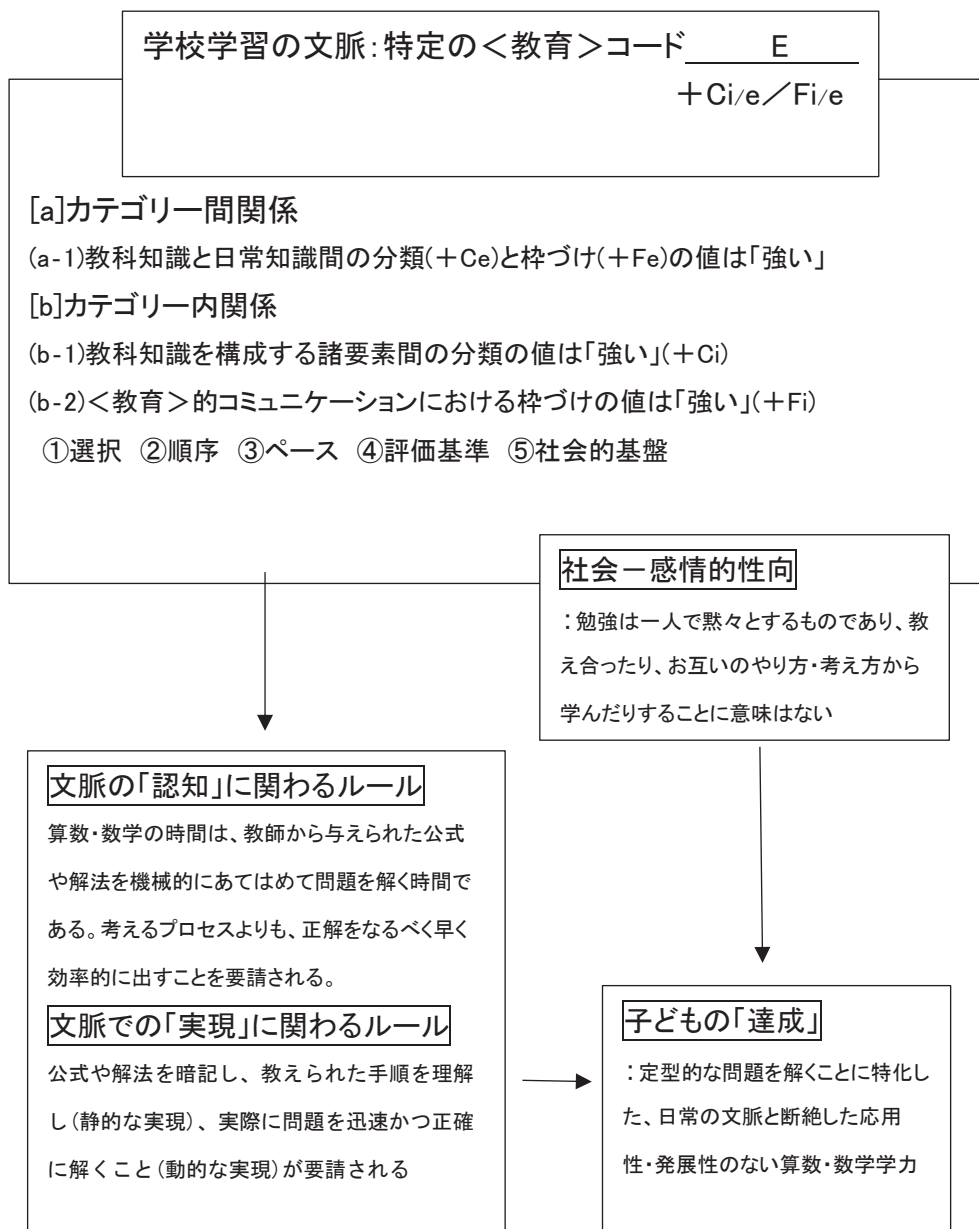 学校学習の文脈：特定の＜教育＞コード　　E
＋Ci/e／Fi/e
[a]カテゴリー間関係
(a-1)教科知識と日常知識間の分類(＋Ce)と枠づけ(＋Fe)の値は「強い」
[b]カテゴリー内関係
(b-1)教科知識を構成する諸要素間の分類の値は「強い」(＋Ci)
(b-2)＜教育＞的コミュニケーションにおける枠づけの値は「強い」(＋Fi)
①選択 ②順序 ③ペース ④評価基準 ⑤社会的基盤
社会－感情的性向
：勉強は一人で黙々とするものであり、教
え合ったり、お互いのやり方・考え方から
学んだりすることに意味はない
文脈の「認知」に関わるルール
算数・数学の時間は、教師から与えられた公式
や解法を機械的にあてはめて問題を解く時間で
ある。考えるプロセスよりも、正解をなるべく早く
効率的に出すことを要請される。
文脈での「実現」に関わるルール
公式や解法を暗記し、教えられた手順を理解
し（静的な実現）、実際に問題を迅速かつ正確
に解くこと（動的な実現）が要請される
子どもの「達成」
：定型的な問題を解くことに特化し
た、日常の文脈と断絶した応用
性・発展性のない算数・数学学力